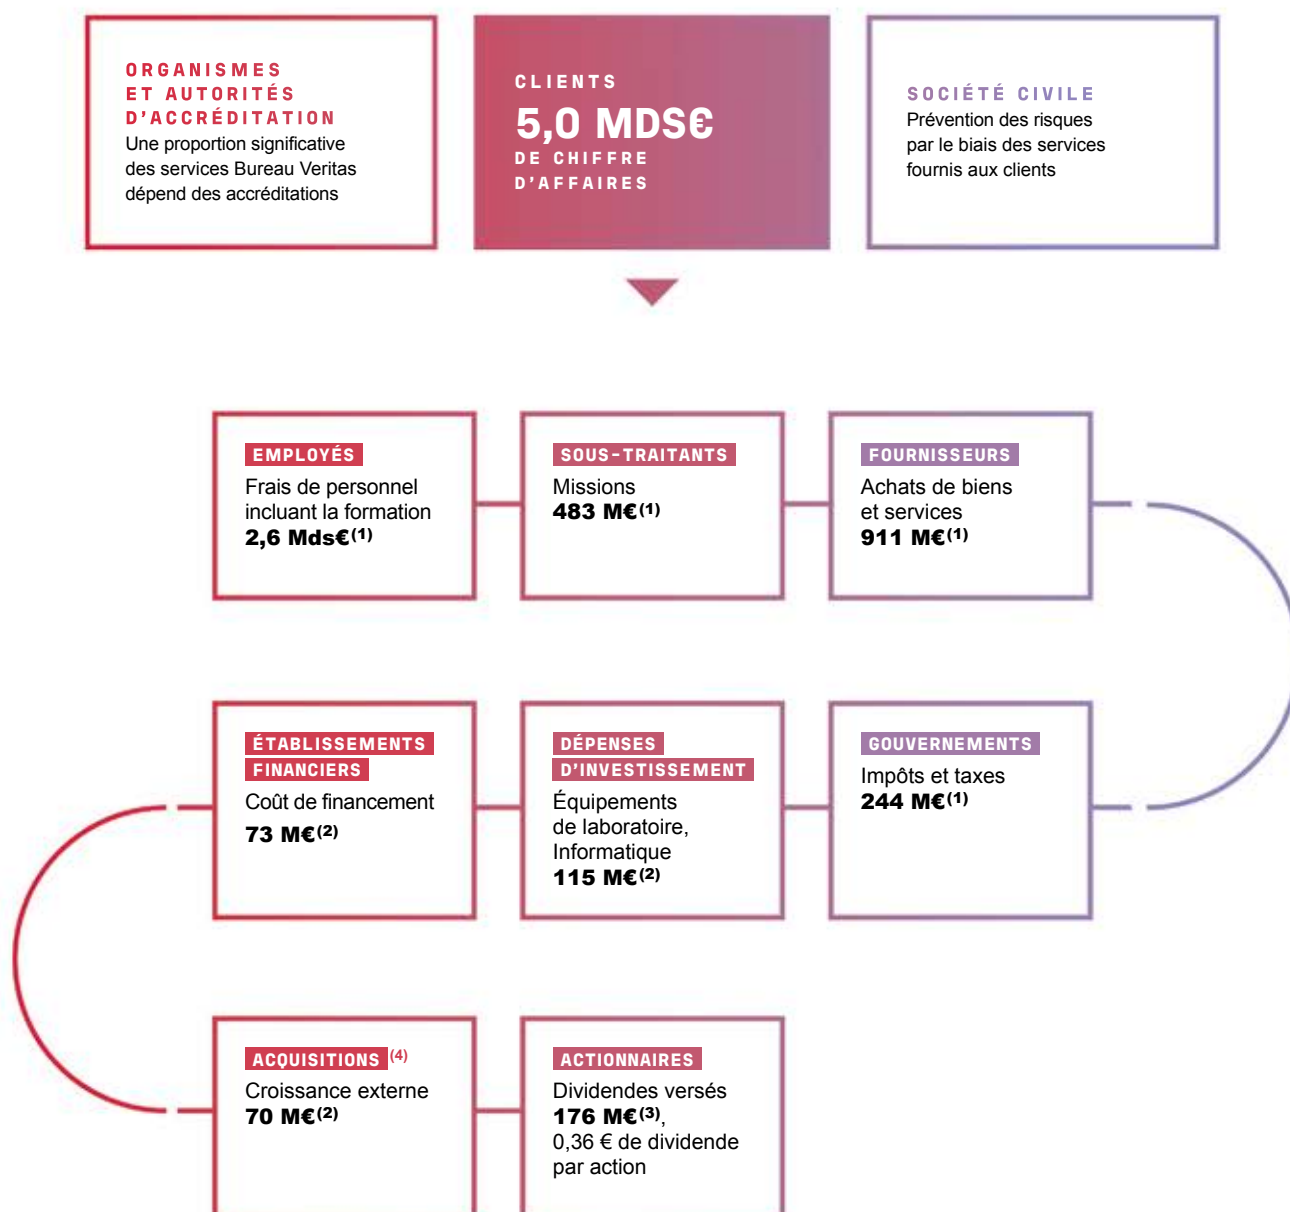 ORGANISMES
ET AUTORITÉS
D'ACCRÉDITATION
Une proportion significative
des services Bureau Veritas
dépend des accréditations
CLIENTS
5,0 MDS€
DE CHIFFRE
D'AFFAIRES
SOCIÉTÉ CIVILE
Prévention des risques
par le biais des services
fournis aux clients
EMPLOYÉS
Frais de personnel
incluant la formation
2,6 Mds€(1)
SOUS-TRAITANTS
Missions
483 M€(1)
FOURNISSEURS
Achats de biens
et services
911 M€(1)
ÉTABLISSEMENTS
FINANCIERS
Coût de financement
73 M€(2)
DÉPENSES
D'INVESTISSEMENT
Équipements
de laboratoire,
Informatique
115 M€(2)
GOUVERNEMENTS
Impôts et taxes
244 M€(1)
ACQUISITIONS (4)
Croissance externe
70 M€(2)
ACTIONNAIRES
Dividendes versés
176 M€(3),
0,36 € de dividende
par action